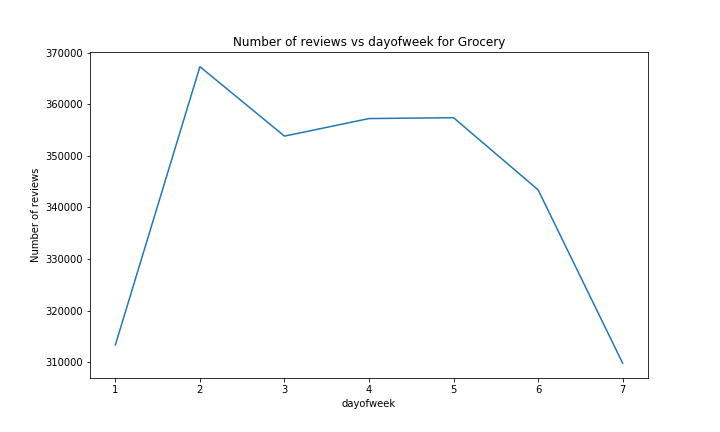 Number of reviews vs dayofweek for Grocery
370000
360000
350000
340000
330000
320000
310000
Number of reviews
1 2 3 4 5 6 7
dayofweek